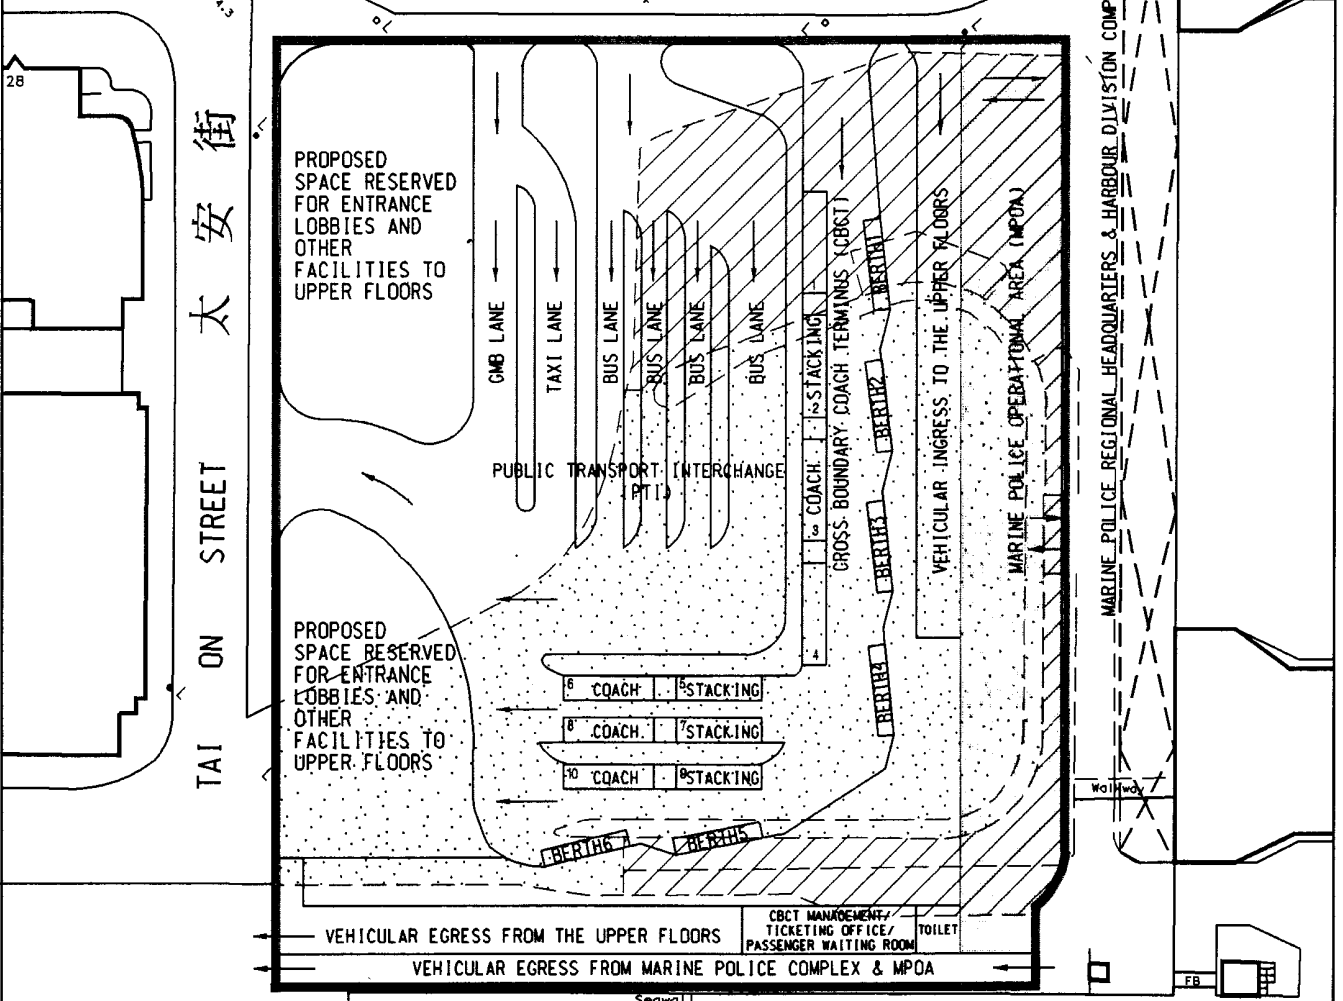 4.3
28
太安街
TAI ON STREET
PROPOSED
SPACE RESERVED
FOR ENTRANCE
LOBBIES AND
OTHER
FACILITIES TO
UPPER FLOORS
GMB LANE
TAXI LANE
BUS LANE
BUS LANE
BUS LANE
BUS LANE
PUBLIC TRANSPORT INTERCHANGE
(PTI)
COACH STACKING
1
2
3
4
CROSS BOUNDARY COACH TERMINUS (CBCT)
BERTH1
BERTH2
BERTH3
BERTH4
VEHICULAR INGRESS TO THE UPPER FLOORS
MARINE POLICE OPERATIONAL AREA (MPOA)
MARINE POLICE REGIONAL HEADQUARTERS & HARBOUR DIVISION COMP
PROPOSED
SPACE RESERVED
FOR ENTRANCE
LOBBIES AND
OTHER
FACILITIES TO
UPPER FLOORS
6 COACH 5 STACKING
8 COACH 7 STACKING
10 COACH 9 STACKING
BERTH6
BERTH5
Walkway
VEHICULAR EGRESS FROM THE UPPER FLOORS
CBCT MANAGEMENT/
TICKETING OFFICE/
PASSENGER WAITING ROOM
TOILET
VEHICULAR EGRESS FROM MARINE POLICE COMPLEX & MPOA
FB
Seawall